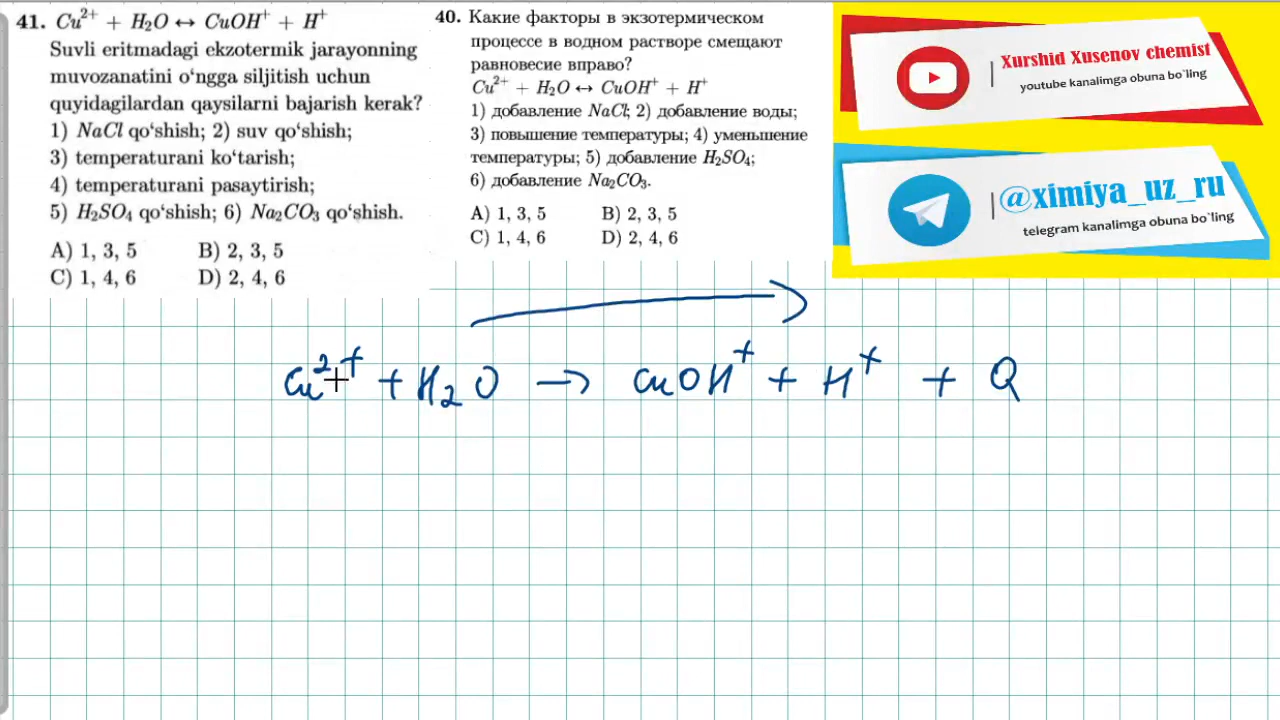 41. Cu²⁺ + H₂O ↔ CuOH⁺ + H⁺
Suvli eritmadagi ekzotermik jarayonning
muvozanatini o‘ngga siljitish uchun
quyidagilardan qaysilarni bajarish kerak?
1) NaCl qo‘shish; 2) suv qo‘shish;
3) temperaturani ko‘tarish;
4) temperaturani pasaytirish;
5) H₂SO₄ qo‘shish; 6) Na₂CO₃ qo‘shish.
A) 1, 3, 5 B) 2, 3, 5
C) 1, 4, 6 D) 2, 4, 6
40. Какие факторы в экзотермическом
процессе в водном растворе смещают
равновесие вправо?
Cu²⁺ + H₂O ↔ CuOH⁺ + H⁺
1) добавление NaCl; 2) добавление воды;
3) повышение температуры; 4) уменьшение
температуры; 5) добавление H₂SO₄;
6) добавление Na₂CO₃.
A) 1, 3, 5 B) 2, 3, 5
C) 1, 4, 6 D) 2, 4, 6
Xurshid Xusenov chemist
youtube kanalimga obuna bo`ling
@ximiya_uz_ru
telegram kanalimga obuna bo`ling
Cu²⁺ + H₂O → CuOH⁺ + H⁺ + Q